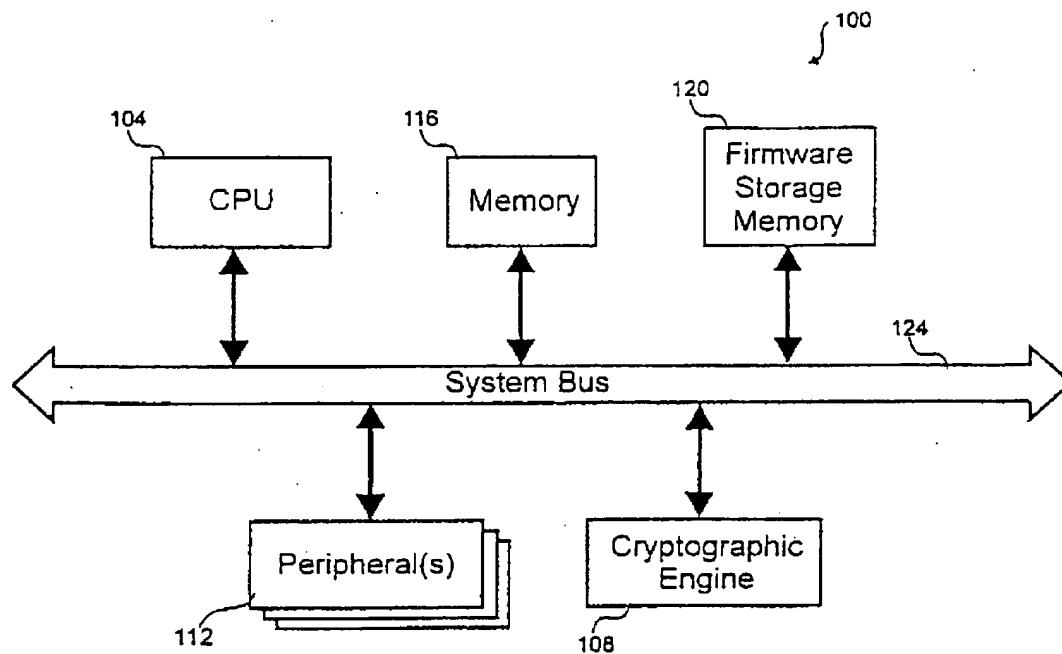 100
104
116
120
CPU
Memory
Firmware
Storage
Memory
124
System Bus
Peripheral(s)
Cryptographic
Engine
112
108